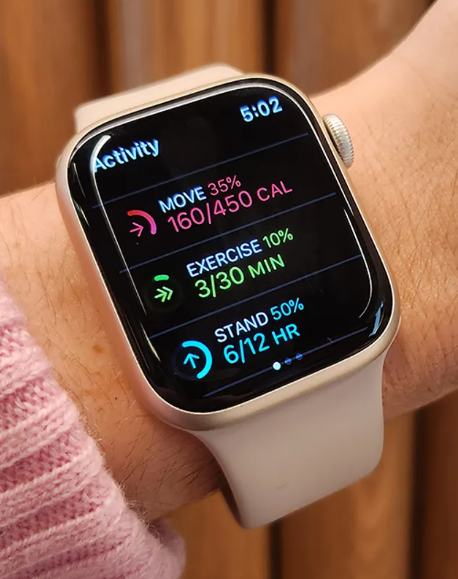 5:02
Activity
MOVE 35%
160/450 CAL
EXERCISE 10%
3/30 MIN
STAND 50%
6/12 HR